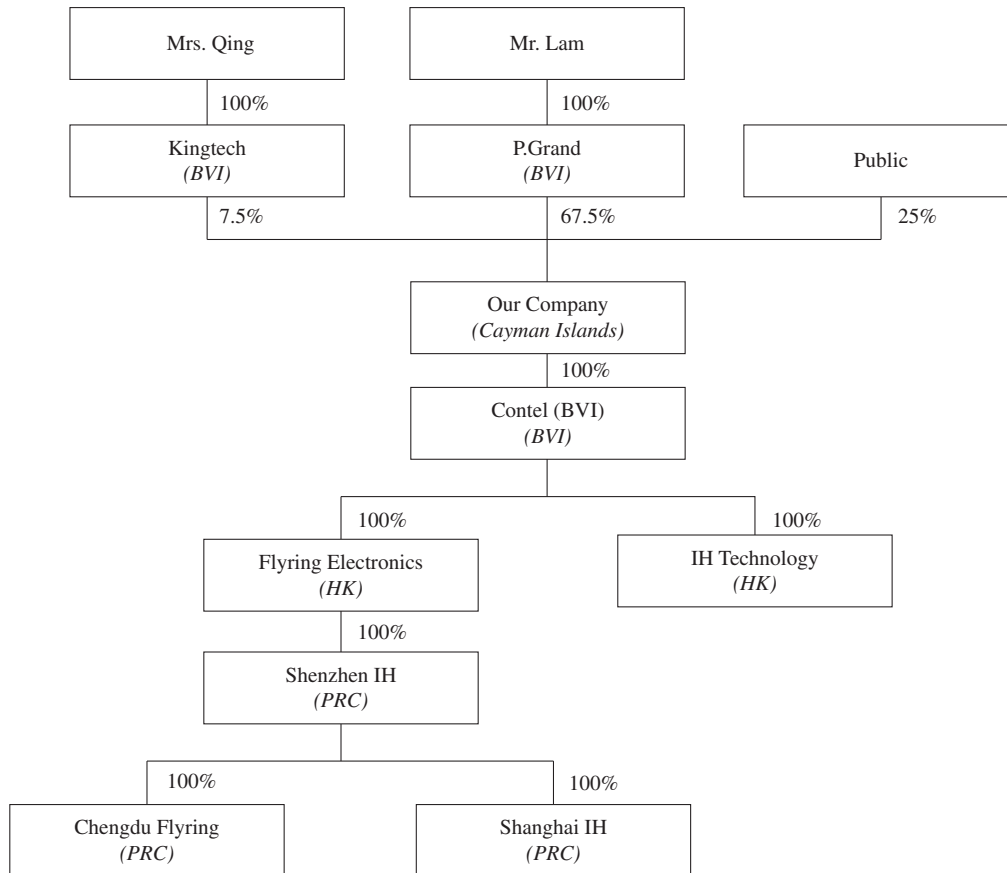 Mrs. Qing
Mr. Lam
100%
100%
Kingtech
(BVI)
P.Grand
(BVI)
Public
7.5%
67.5%
25%
Our Company
(Cayman Islands)
100%
Contel (BVI)
(BVI)
100%
100%
Flyring Electronics
(HK)
IH Technology
(HK)
100%
Shenzhen IH
(PRC)
100%
100%
Chengdu Flyring
(PRC)
Shanghai IH
(PRC)